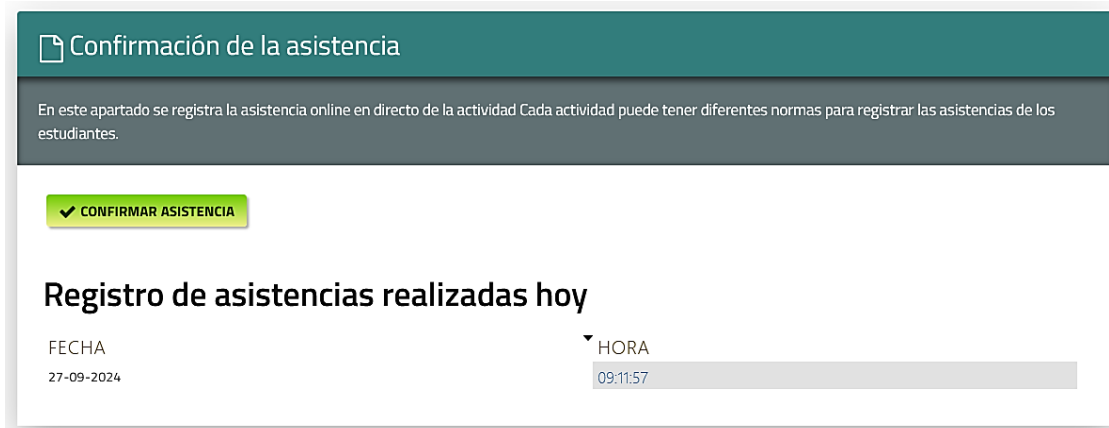 Confirmación de la asistencia
En este apartado se registra la asistencia online en directo de la actividad Cada actividad puede tener diferentes normas para registrar las asistencias de los
estudiantes.
CONFIRMAR ASISTENCIA
Registro de asistencias realizadas hoy
FECHA HORA
27-09-2024 09:11:57